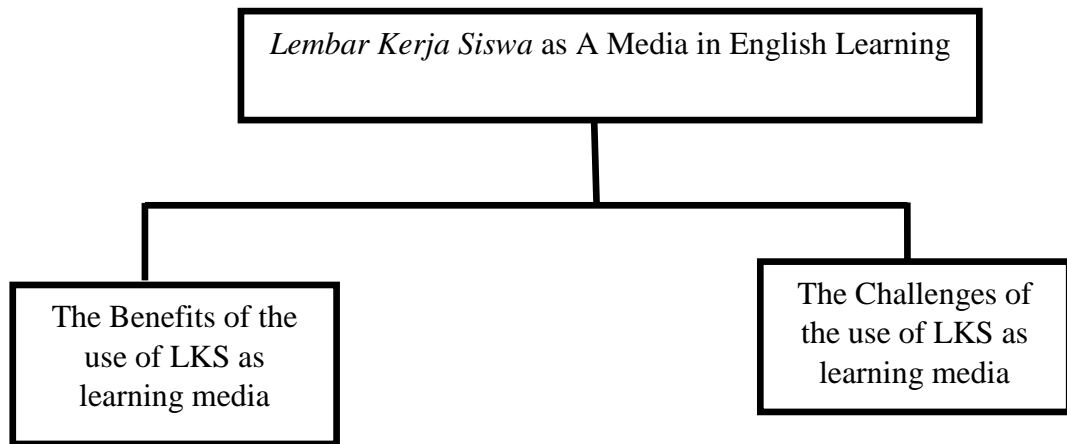 Lembar Kerja Siswa as A Media in English Learning
The Benefits of the
use of LKS as
learning media
The Challenges of
the use of LKS as
learning media